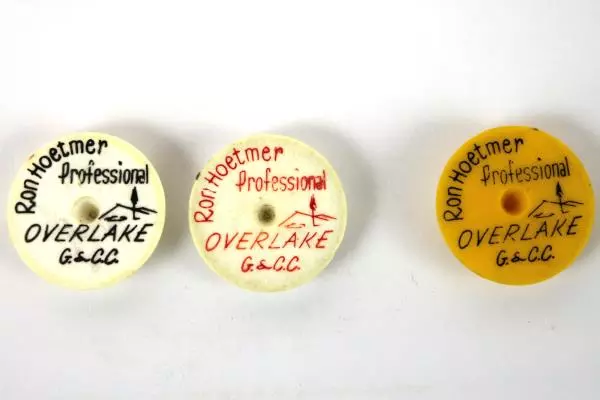 Ron Hoetmer
Professional
OVERLAKE
G.&C.C.
Ron Hoetmer
Professional
OVERLAKE
G.&C.C.
Ron Hoetmer
Professional
OVERLAKE
G.&C.C.